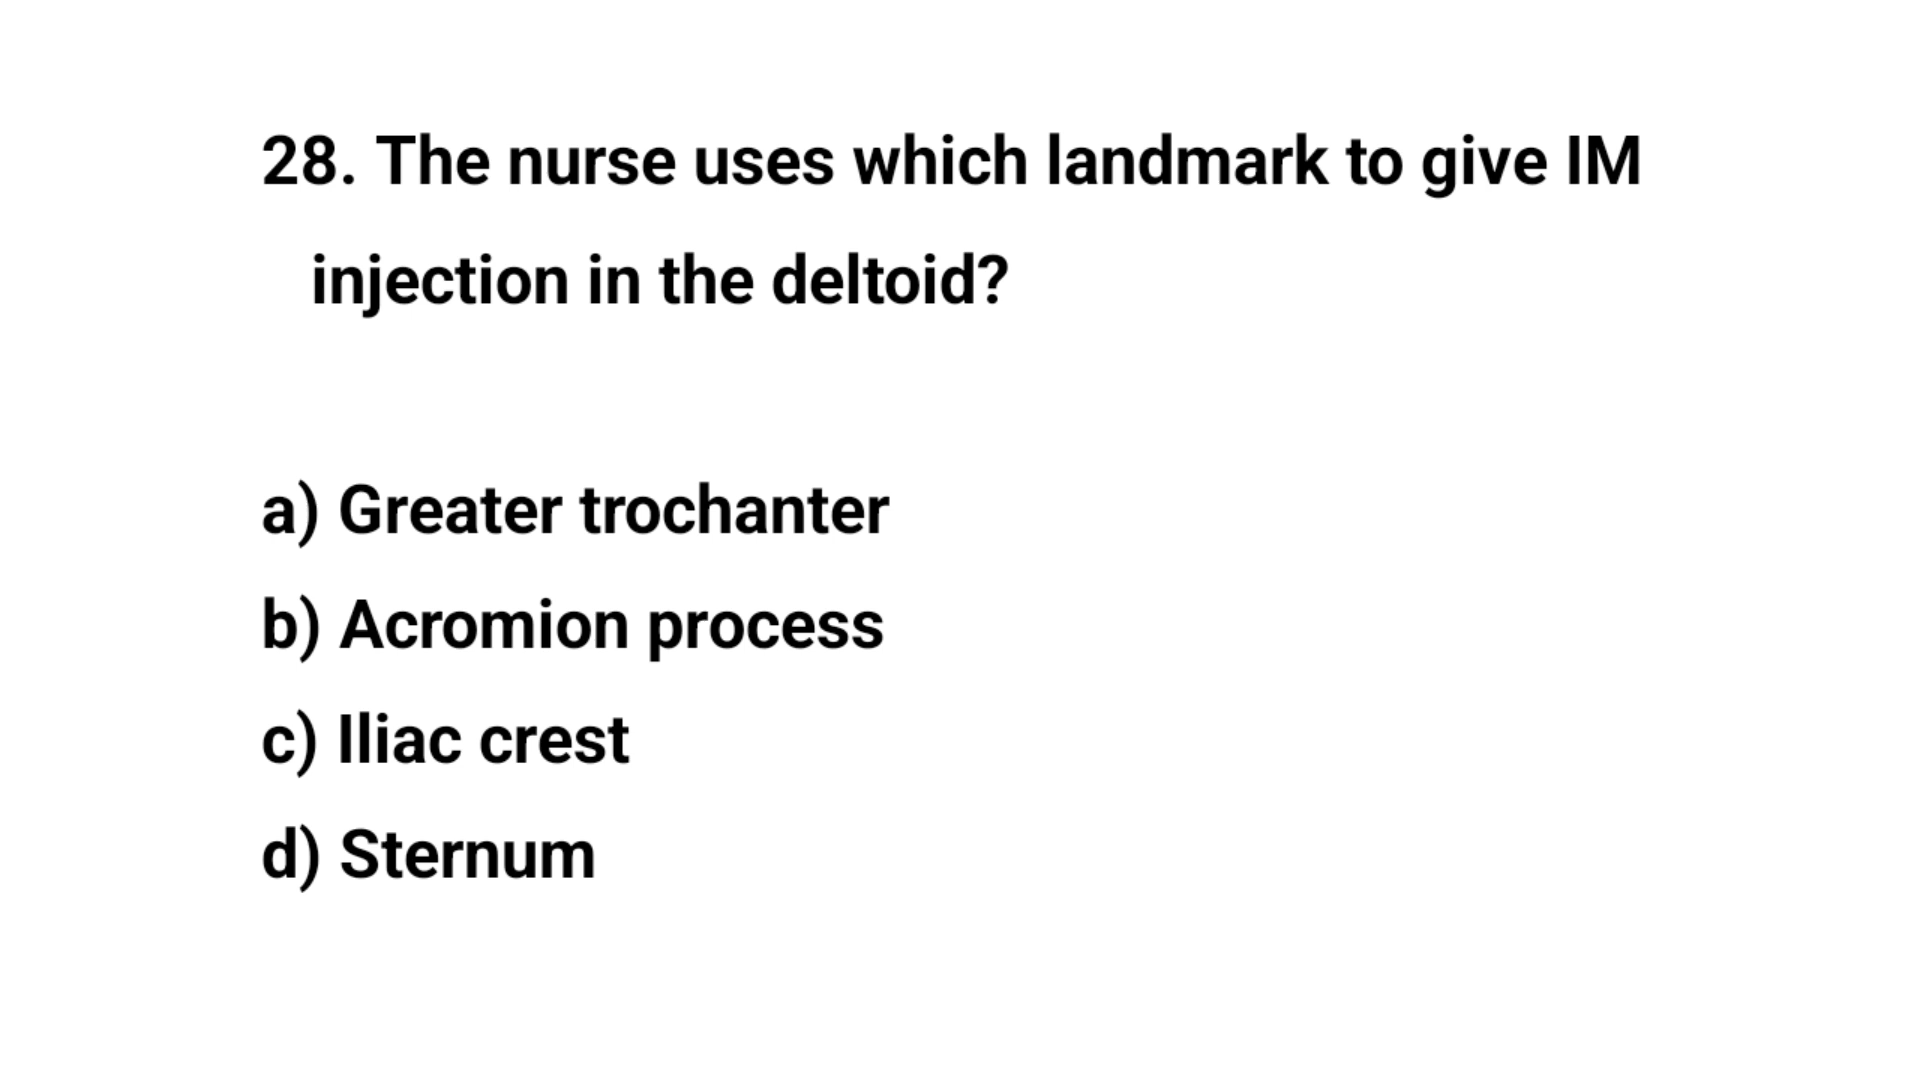 28. The nurse uses which landmark to give IM
injection in the deltoid?
a) Greater trochanter
b) Acromion process
c) Iliac crest
d) Sternum